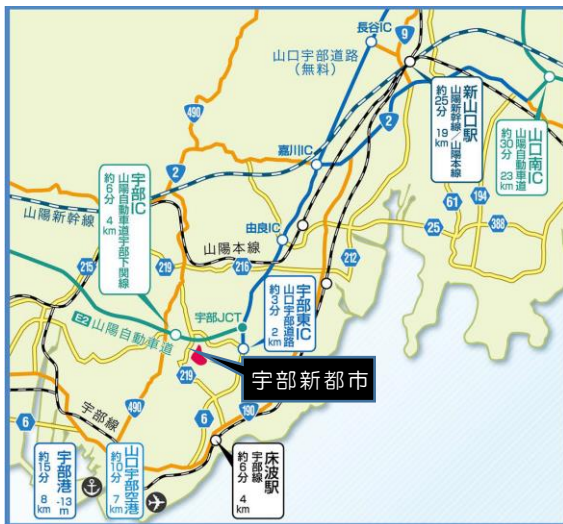 長谷IC
9
山口宇部道路
(無料)
490
2
嘉川IC
2
新山口駅
山陽新幹線/山陽本線
約25分 19km
山口南IC
山陽自動車道
約30分 23km
宇部IC
山陽自動車道宇部下関線
約6分 4km
山陽新幹線
由良IC
山陽本線
61
194
25
388
215
219
216
212
E2 山陽自動車道
宇部JCT
宇部東IC
山口宇部道路
約3分 2km
宇部新都市
219
宇部線
490
6
6
190
宇部港
-13m
約15分 8km
山口宇部空港
約10分 7km
床波駅
宇部線
約6分 4km